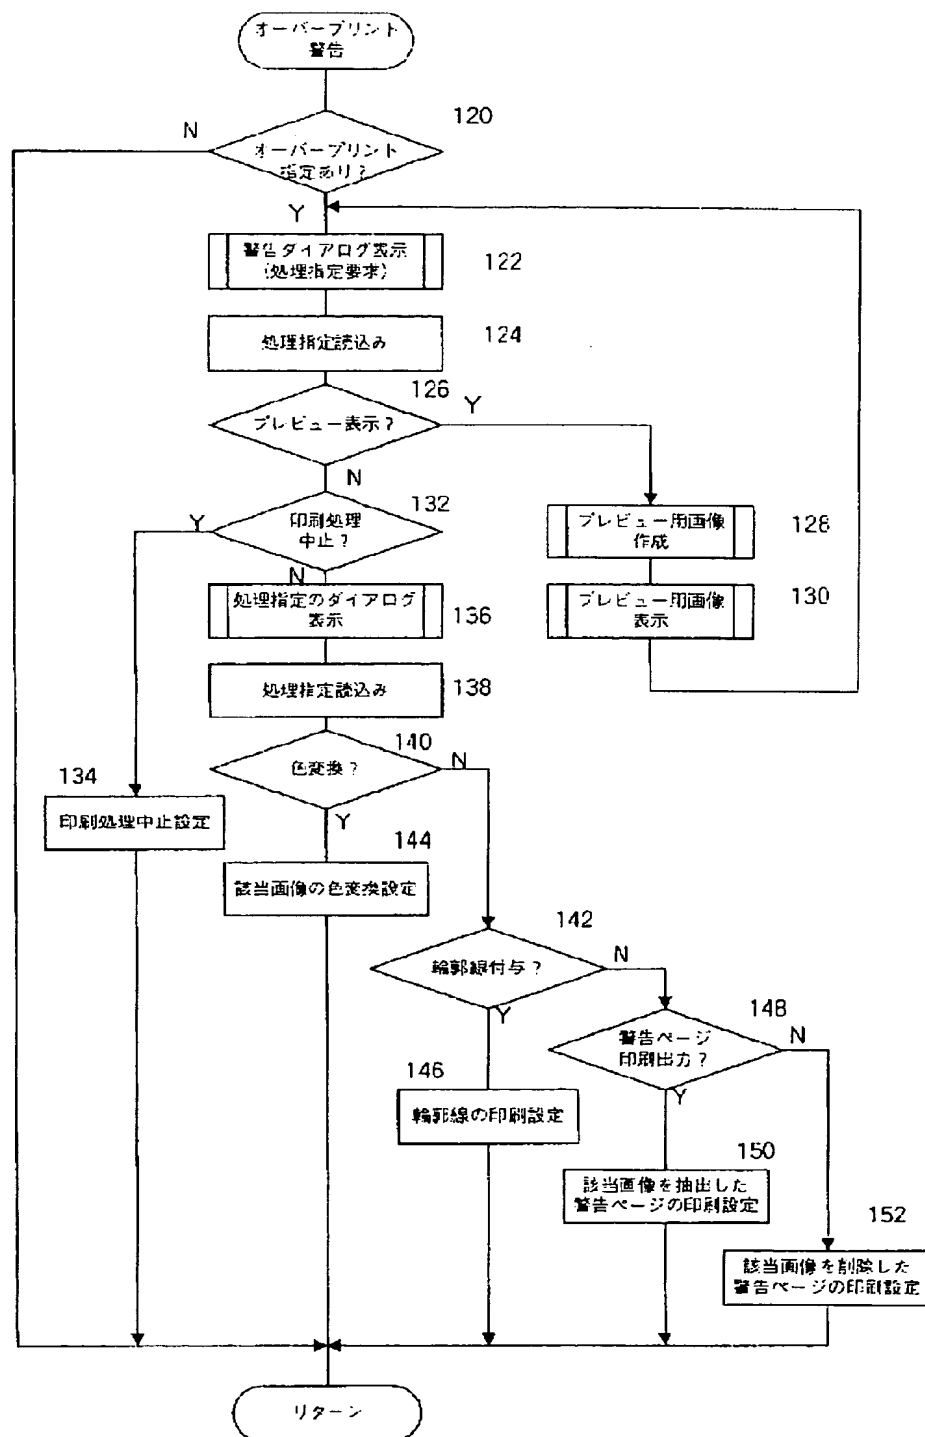 オーバープリント
警告
120
N
オーバープリント
指定あり?
Y
警告ダイアログ表示
(処理指定要求)
122
処理指定読込み
124
126
プレビュー表示?
Y
N
132
Y
印刷処理
中止?
N
プレビュー用画像
作成
128
処理指定のダイアログ
表示
136
プレビュー用画像
表示
130
処理指定読込み
138
140
色変換?
N
Y
134
印刷処理中止設定
144
該当画像の色変換設定
142
輪郭線付与?
N
Y
148
警告ページ
印刷出力?
N
Y
146
輪郭線の印刷設定
150
該当画像を抽出した
警告ページの印刷設定
152
該当画像を削除した
警告ページの印刷設定
リターン